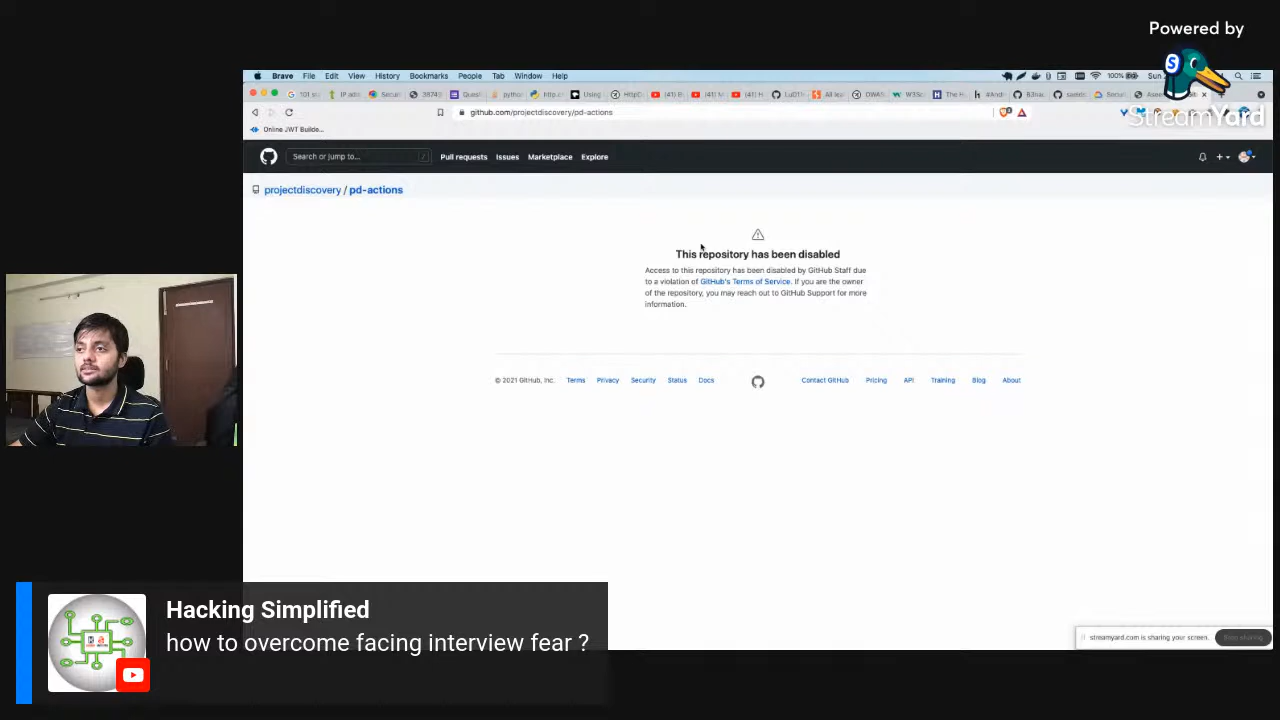 Powered by
S
StreamYard
Brave File Edit View History Bookmarks People Tab Window Help
100%
github.com/projectdiscovery/pd-actions
Online JWT Builde...
Search or jump to... /
Pull requests Issues Marketplace Explore
projectdiscovery / pd-actions
This repository has been disabled
Access to this repository has been disabled by GitHub Staff due
to a violation of GitHub's Terms of Service. If you are the owner
of the repository, you may reach out to GitHub Support for more
information.
© 2021 GitHub, Inc. Terms Privacy Security Status Docs Contact GitHub Pricing API Training Blog About
streamyard.com is sharing your screen. Stop sharing
Hacking Simplified
how to overcome facing interview fear ?